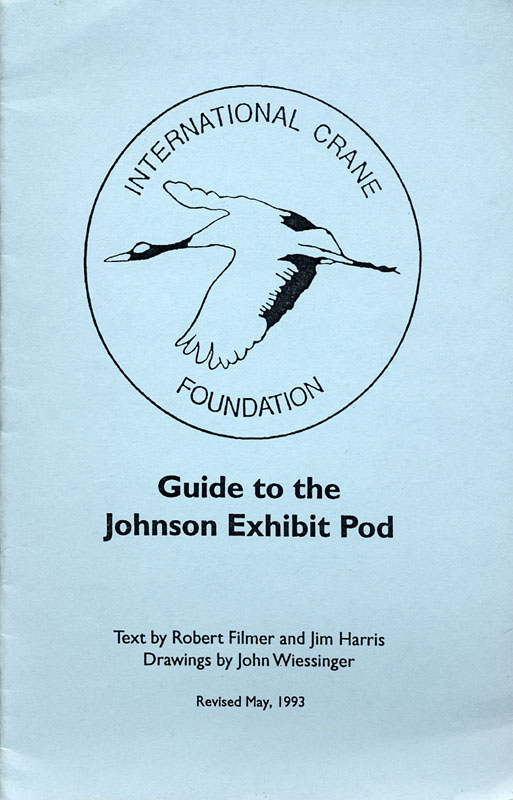 INTERNATIONAL CRANE
FOUNDATION
Guide to the
Johnson Exhibit Pod
Text by Robert Filmer and Jim Harris
Drawings by John Wiessinger
Revised May, 1993